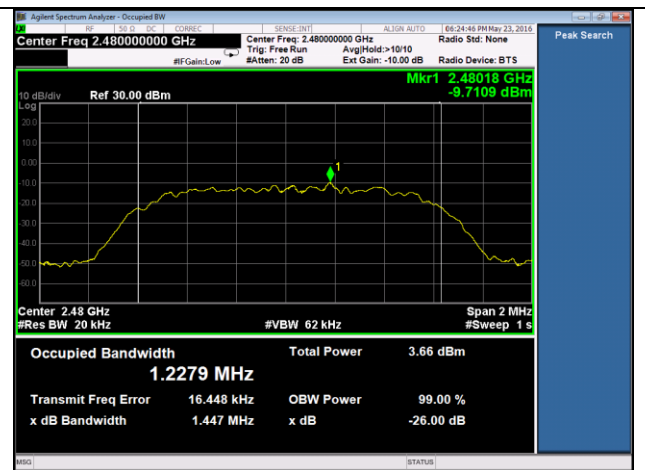 Agilent Spectrum Analyzer - Occupied BW
RF 50 Ω DC CORREC SENSE:INT ALIGN AUTO 06:24:46 PM May 23, 2016
Center Freq 2.480000000 GHz Center Freq: 2.480000000 GHz Radio Std: None Peak Search
Trig: Free Run Avg|Hold:>10/10
#IFGain:Low #Atten: 20 dB Ext Gain: -10.00 dB Radio Device: BTS
Mkr1 2.48018 GHz
10 dB/div Ref 30.00 dBm -9.7109 dBm
Log
20.0
10.0
1
0.00
-10.0
-20.0
-30.0
-40.0
-50.0
-60.0
Center 2.48 GHz Span 2 MHz
#Res BW 20 kHz #VBW 62 kHz #Sweep 1 s
Occupied Bandwidth Total Power 3.66 dBm
1.2279 MHz
Transmit Freq Error 16.448 kHz OBW Power 99.00 %
x dB Bandwidth 1.447 MHz x dB -26.00 dB
MSG STATUS